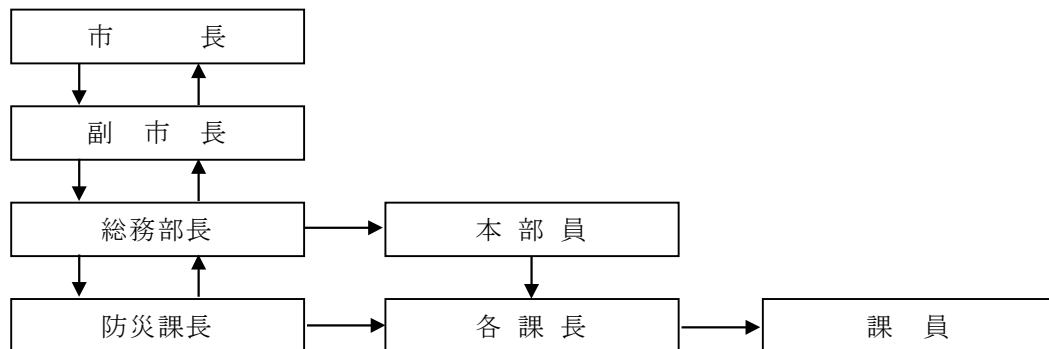 市長
副市長
総務部長
本部員
防災課長
各課長
課員